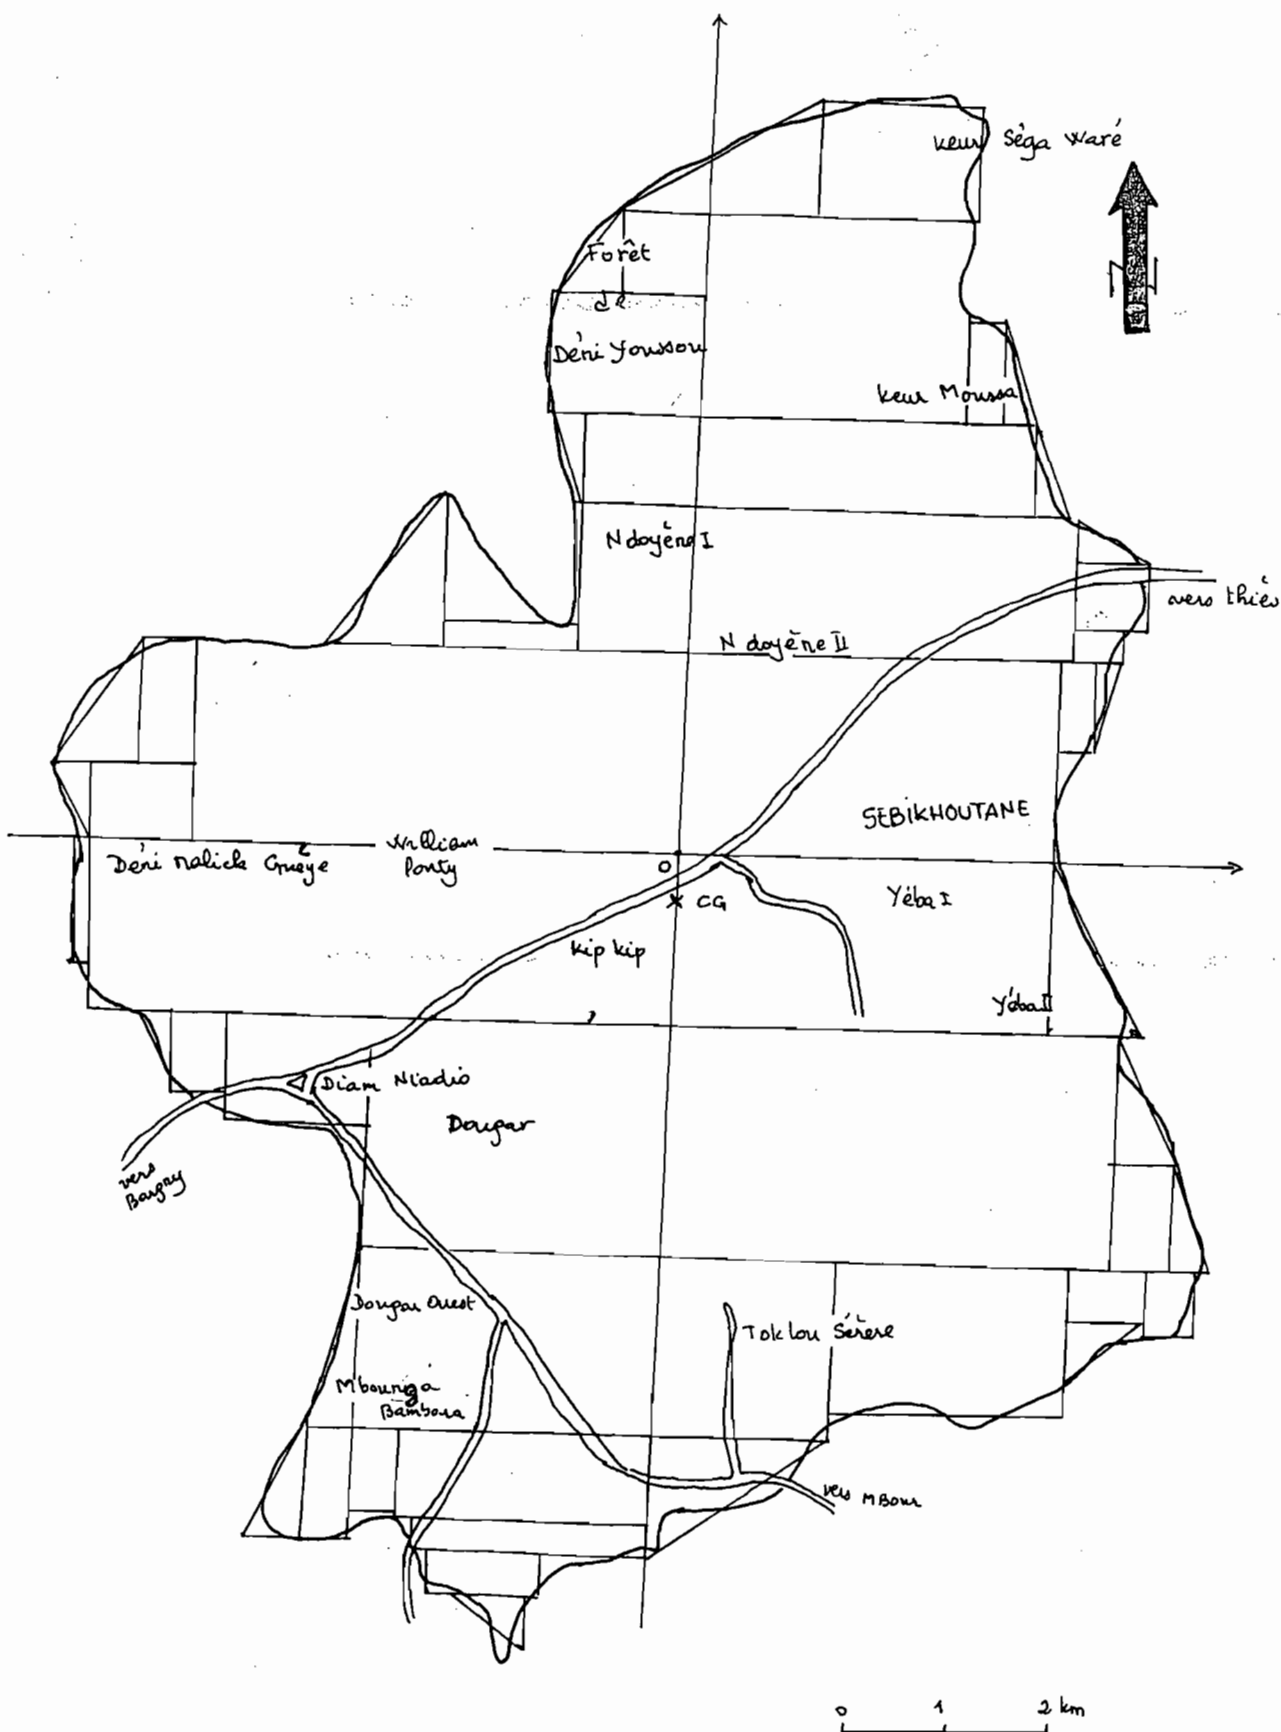 Keur Séga Waré
N
Forêt
de
Déni Youssou
Keur Moussa
Ndoyène I
vers thiès
Ndoyène II
SEBIKHOUTANE
Déni Malick Guèye
William
Ponty
O
CG
Yéba I
Kip kip
Yéba II
Diam Niadio
Dougar
vers
Bargny
Dougar Ouest
Toklou Sérère
Mbounga
Bambara
vers MBour
0 1 2 km